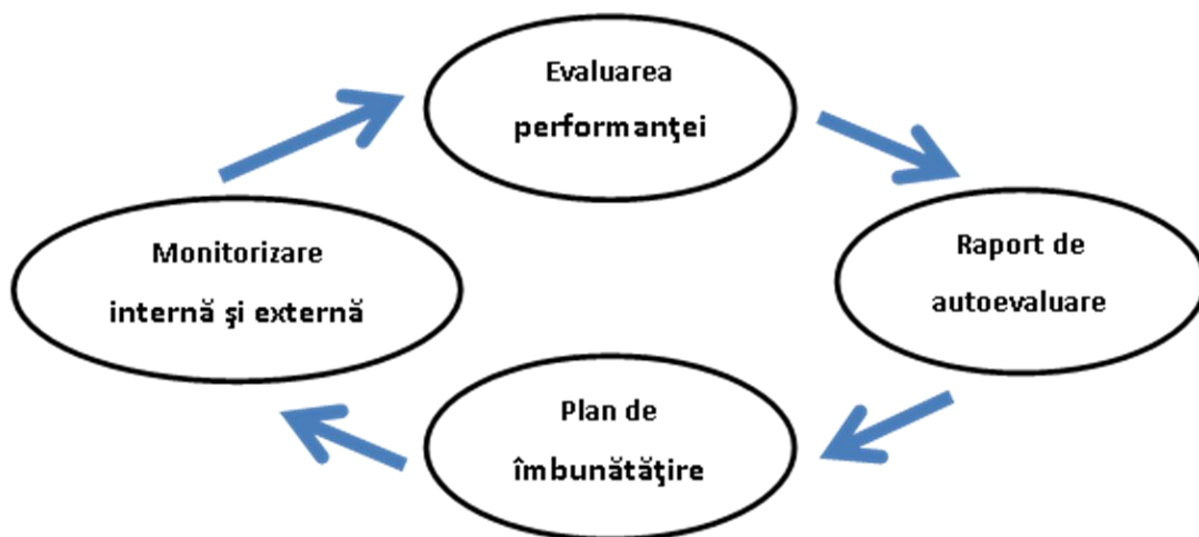 Evaluarea
performanţei
Raport de
autoevaluare
Plan de
îmbunătăţire
Monitorizare
internă şi externă